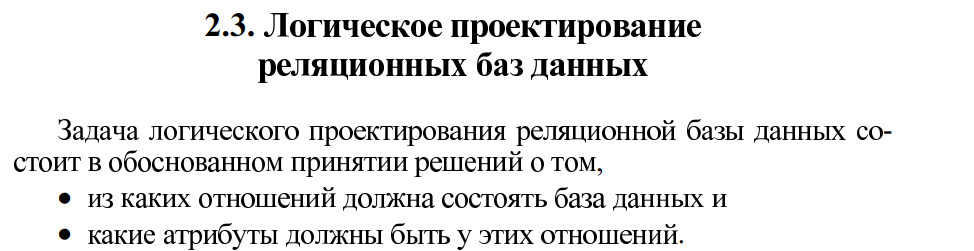 2.3. Логическое проектирование
реляционных баз данных
Задача логического проектирования реляционной базы данных со-
стоит в обоснованном принятии решений о том,
• из каких отношений должна состоять база данных и
• какие атрибуты должны быть у этих отношений.